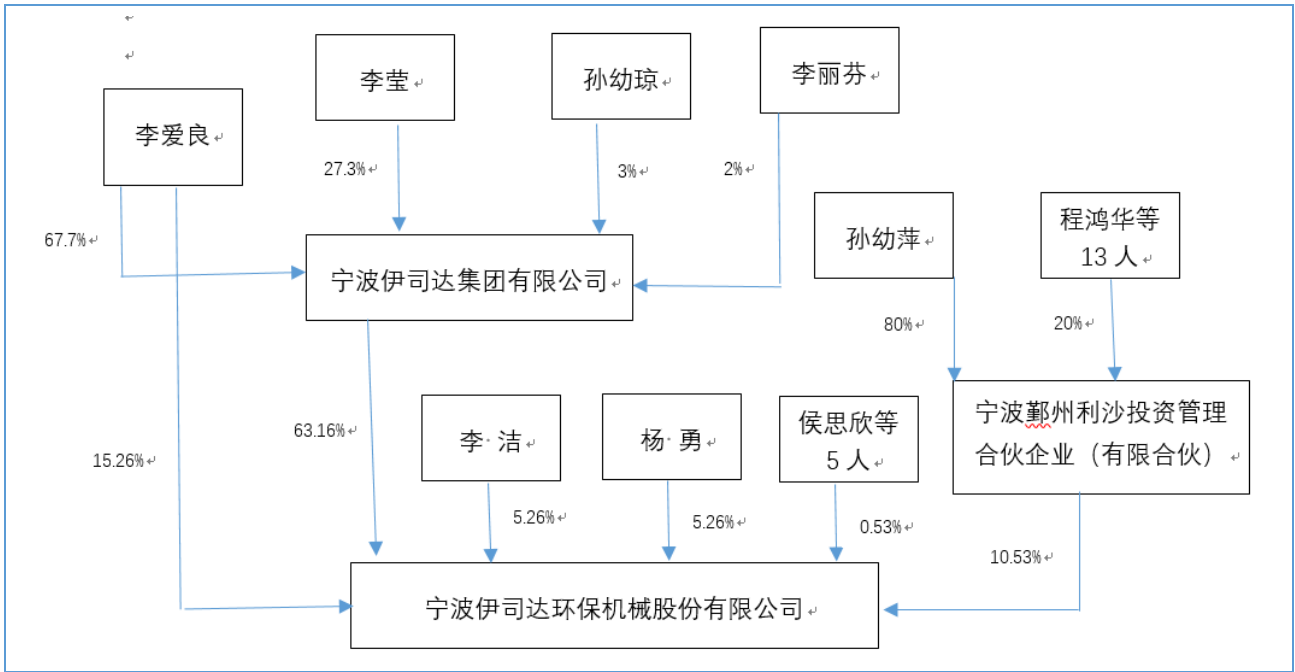 李莹
孙幼琼
李丽芬
李爱良
27.3%
3%
2%
67.7%
孙幼萍
程鸿华等
13 人
宁波伊司达集团有限公司
80%
20%
63.16%
15.26%
李 洁
杨 勇
侯思欣等
5 人
宁波鄞州利沙投资管理
合伙企业（有限合伙）
5.26%
5.26%
0.53%
10.53%
宁波伊司达环保机械股份有限公司